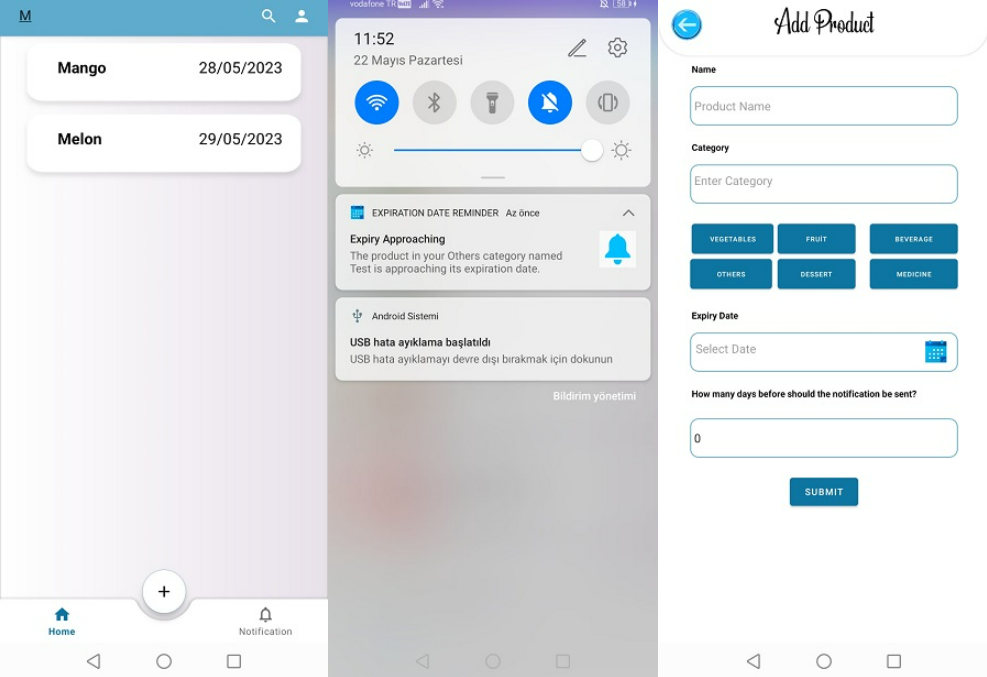 M
Mango 28/05/2023
Melon 29/05/2023
+
Home Notification
vodafone TR
58
11:52
22 Mayıs Pazartesi
EXPIRATION DATE REMINDER Az önce
Expiry Approaching
The product in your Others category named
Test is approaching its expiration date.
Android Sistemi
USB hata ayıklama başlatıldı
USB hata ayıklamayı devre dışı bırakmak için dokunun
Bildirim yönetimi
Add Product
Name
Product Name
Category
Enter Category
VEGETABLES FRUİT BEVERAGE
OTHERS DESSERT MEDICINE
Expiry Date
Select Date
How many days before should the notification be sent?
0
SUBMIT